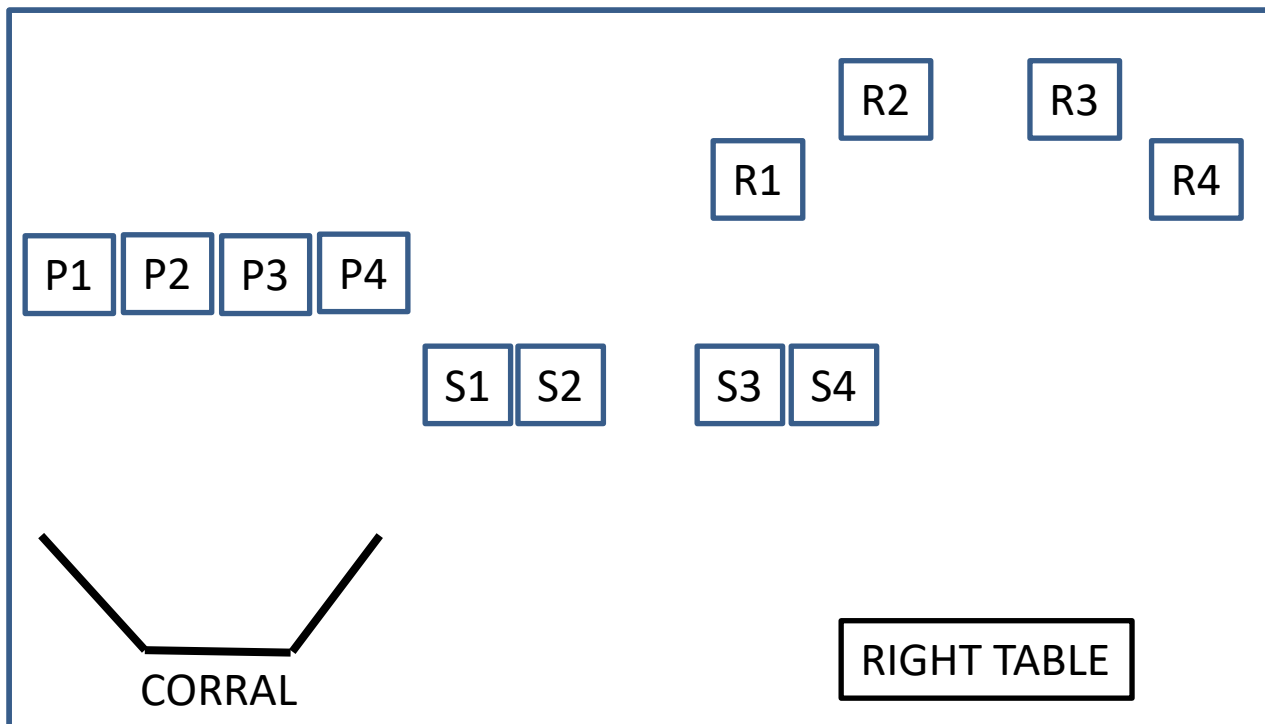 R2 R3
R1 R4
P1 P2 P3 P4
S1 S2 S3 S4
RIGHT TABLE
CORRAL